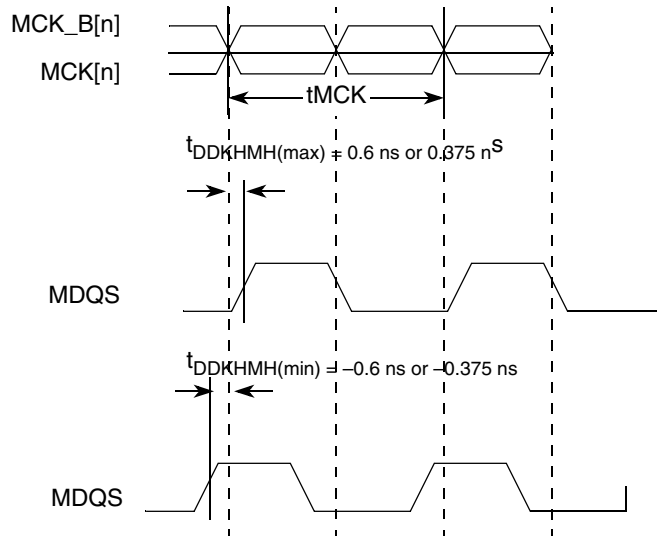 MCK_B[n]
MCK[n]
tMCK
tDDKHMH(max) = 0.6 ns or 0.375 ns
MDQS
tDDKHMH(min) = –0.6 ns or –0.375 ns
MDQS